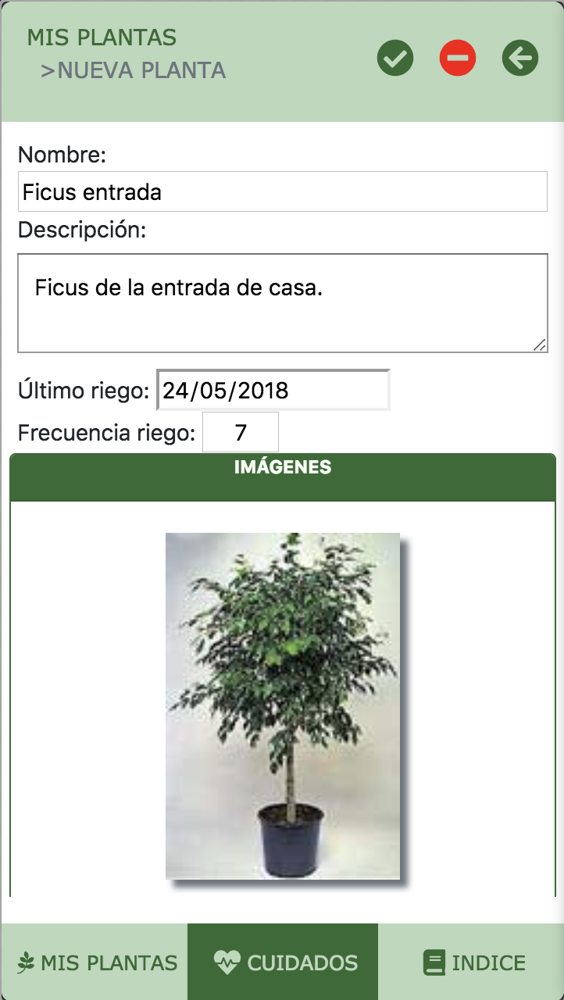 MIS PLANTAS
>NUEVA PLANTA
Nombre:
Ficus entrada
Descripción:
Ficus de la entrada de casa.
Último riego: 24/05/2018
Frecuencia riego: 7
IMÁGENES
MIS PLANTAS CUIDADOS INDICE